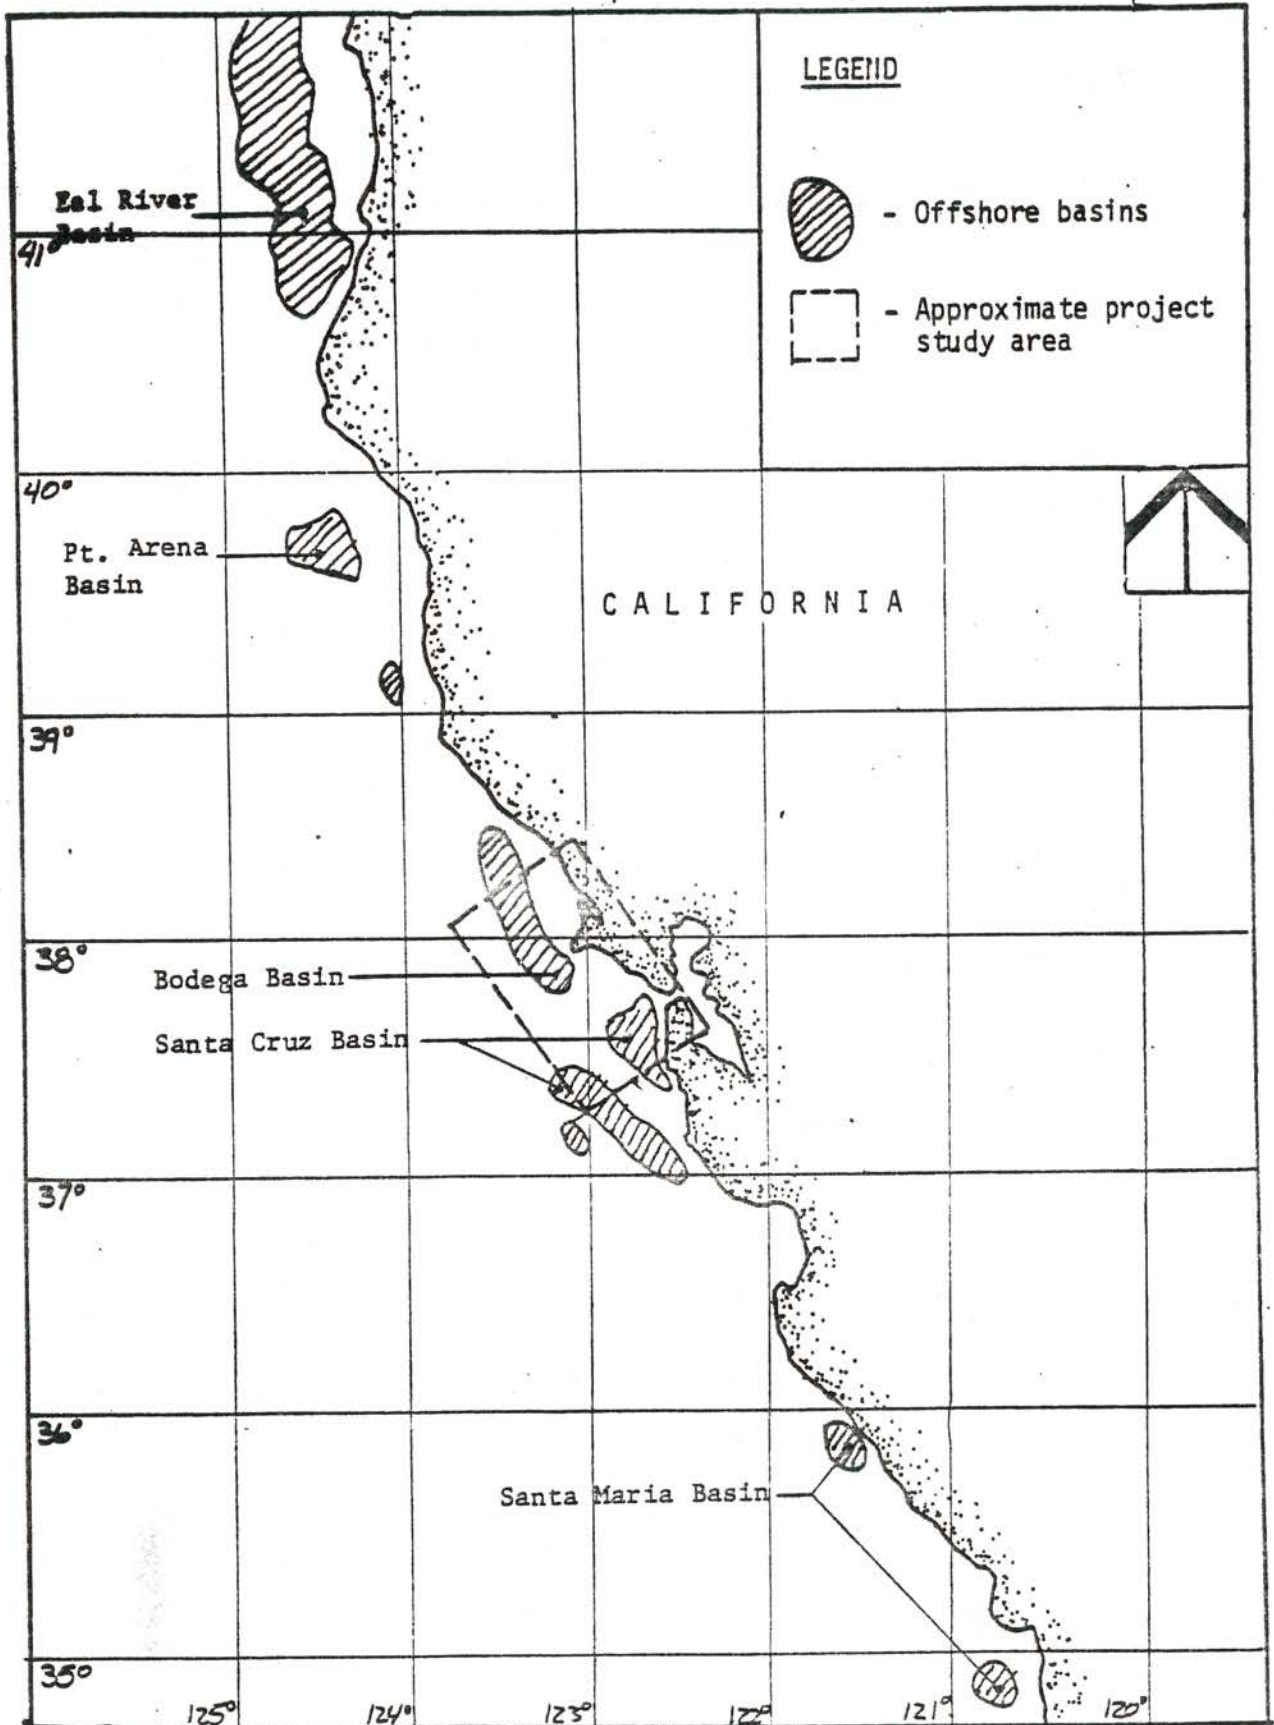 LEGEND
- Offshore basins
- Approximate project
study area
Eel River
Basin
41°
40°
Pt. Arena
Basin
CALIFORNIA
39°
38°
Bodega Basin
Santa Cruz Basin
37°
36°
Santa Maria Basin
35°
125° 124° 123° 122° 121° 120°